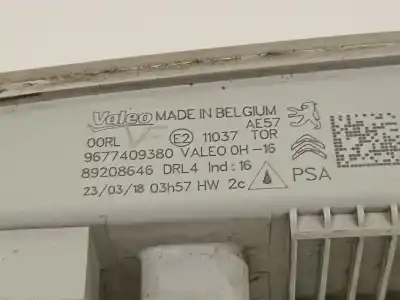 Valeo MADE IN BELGIUM
AE57
00RL E2 11037 TOR
9677409380 VALEO 0H-16
89208646 DRL4 Ind:16
23/03/18 03h57 HW 2c PSA